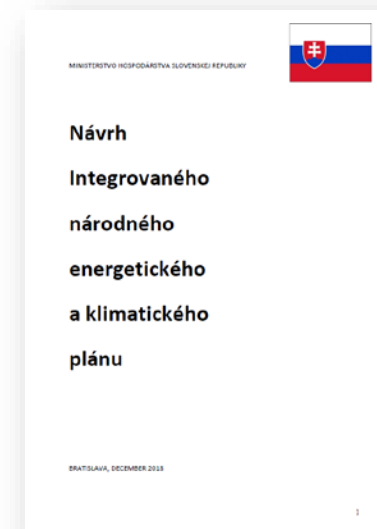 MINISTERSTVO HOSPODÁRSTVA SLOVENSKEJ REPUBLIKY
Návrh
Integrovaného
národného
energetického
a klimatického
plánu
BRATISLAVA, DECEMBER 2018
1